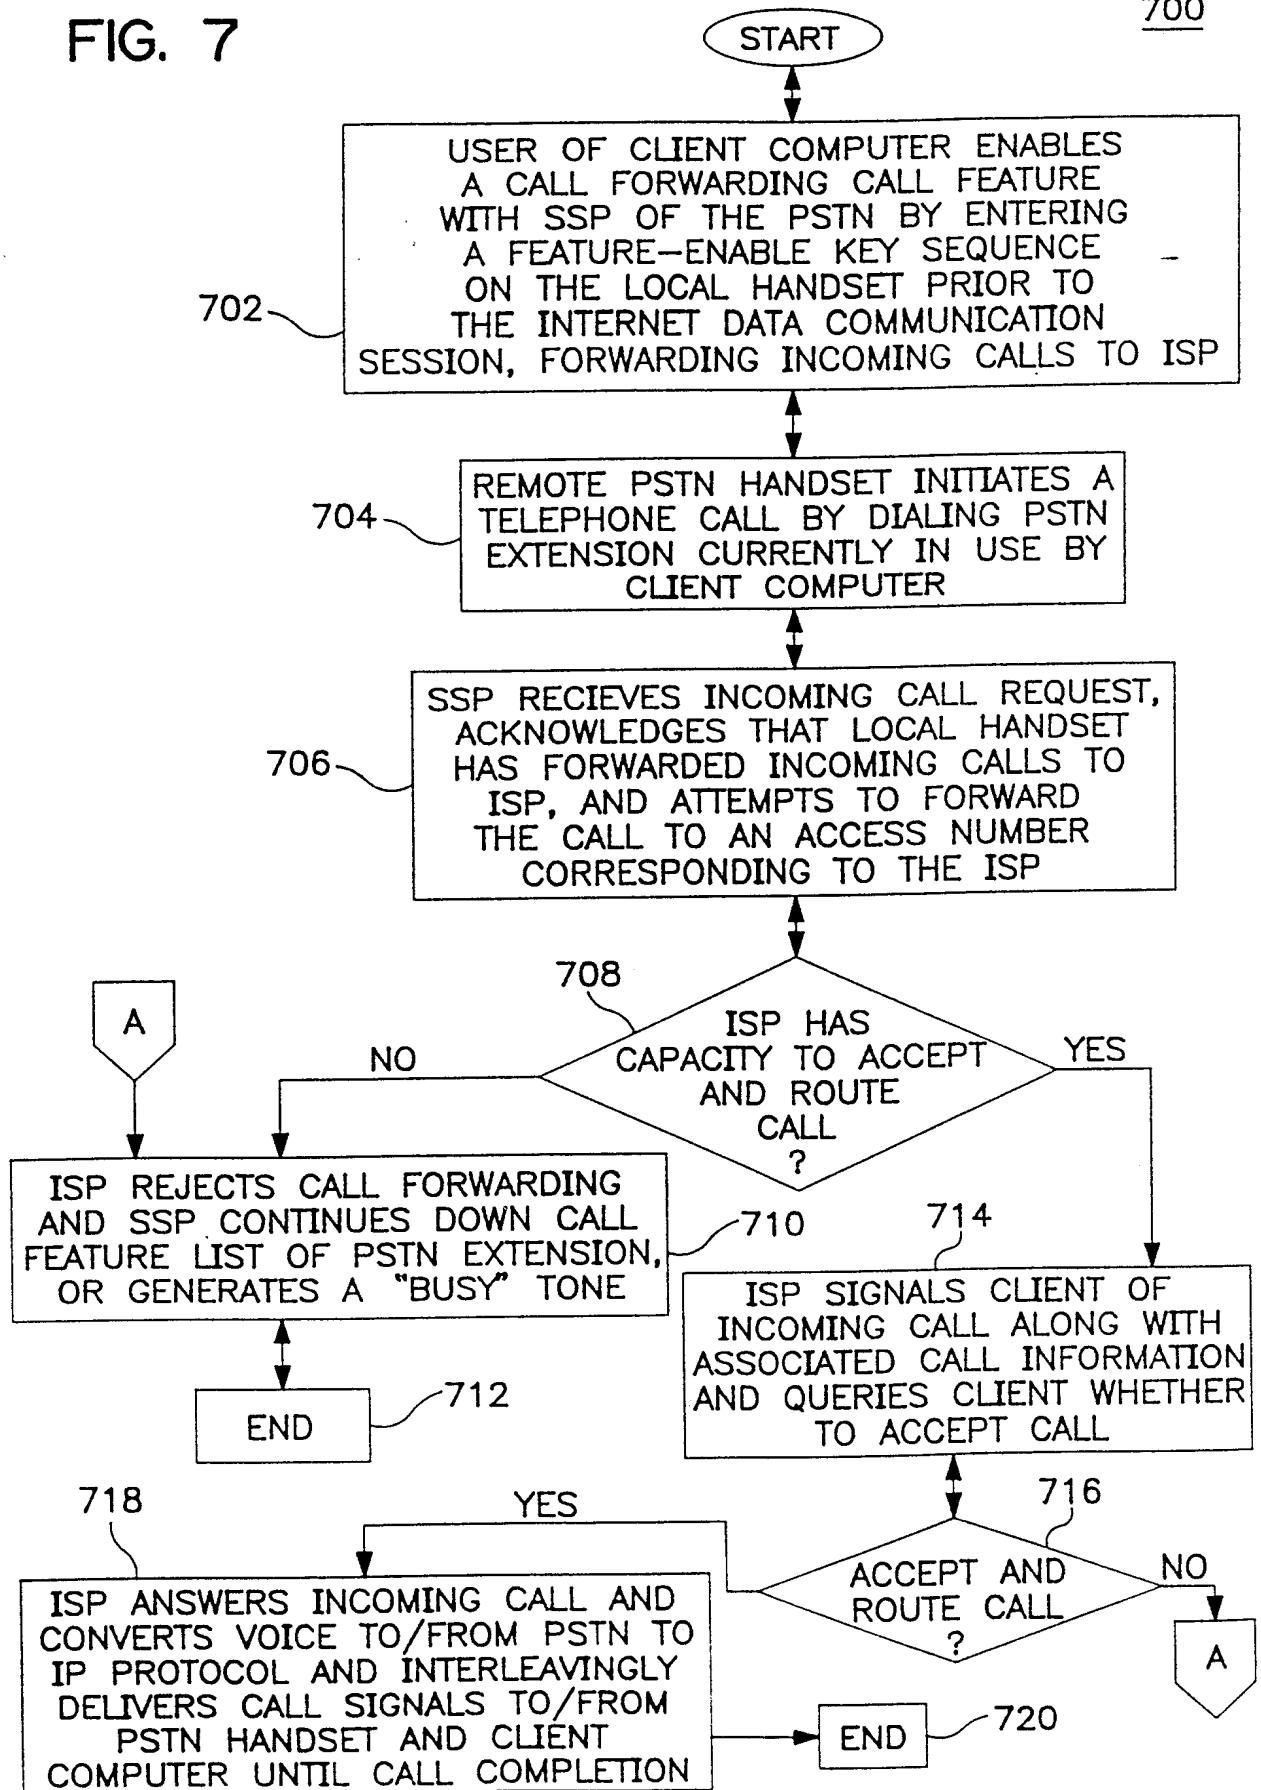 FIG. 7
700
START
USER OF CLIENT COMPUTER ENABLES
A CALL FORWARDING CALL FEATURE
WITH SSP OF THE PSTN BY ENTERING
A FEATURE-ENABLE KEY SEQUENCE
ON THE LOCAL HANDSET PRIOR TO
THE INTERNET DATA COMMUNICATION
SESSION, FORWARDING INCOMING CALLS TO ISP
702
REMOTE PSTN HANDSET INITIATES A
TELEPHONE CALL BY DIALING PSTN
EXTENSION CURRENTLY IN USE BY
CLIENT COMPUTER
704
SSP RECIEVES INCOMING CALL REQUEST,
ACKNOWLEDGES THAT LOCAL HANDSET
HAS FORWARDED INCOMING CALLS TO
ISP, AND ATTEMPTS TO FORWARD
THE CALL TO AN ACCESS NUMBER
CORRESPONDING TO THE ISP
706
708
ISP HAS
CAPACITY TO ACCEPT
AND ROUTE
CALL
?
NO
YES
A
ISP REJECTS CALL FORWARDING
AND SSP CONTINUES DOWN CALL
FEATURE LIST OF PSTN EXTENSION,
OR GENERATES A "BUSY" TONE
710
END
712
714
ISP SIGNALS CLIENT OF
INCOMING CALL ALONG WITH
ASSOCIATED CALL INFORMATION
AND QUERIES CLIENT WHETHER
TO ACCEPT CALL
716
ACCEPT AND
ROUTE CALL
?
YES
NO
A
718
ISP ANSWERS INCOMING CALL AND
CONVERTS VOICE TO/FROM PSTN TO
IP PROTOCOL AND INTERLEAVINGLY
DELIVERS CALL SIGNALS TO/FROM
PSTN HANDSET AND CLIENT
COMPUTER UNTIL CALL COMPLETION
END
720